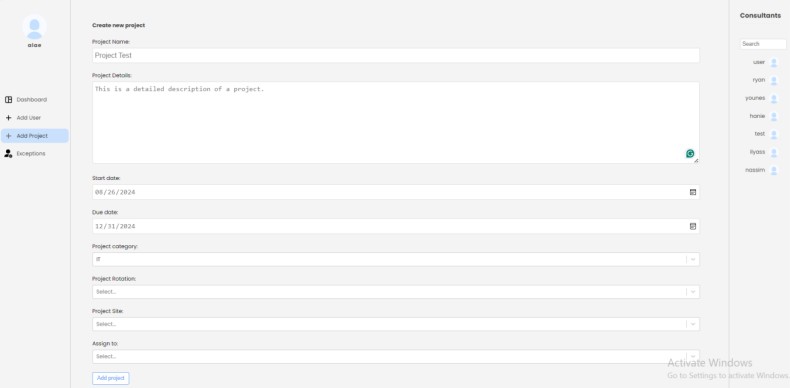 alae
Dashboard
Add User
Add Project
Exceptions
Create new project
Project Name:
Project Test
Project Details:
This is a detailed description of a project.
Start date:
08/26/2024
Due date:
12/31/2024
Project category:
IT
Project Rotation:
Select...
Project Site:
Select...
Assign to:
Select...
Add project
Consultants
Search
user
ryan
younes
hanie
test
ilyass
nassim
Activate Windows
Go to Settings to activate Windows.